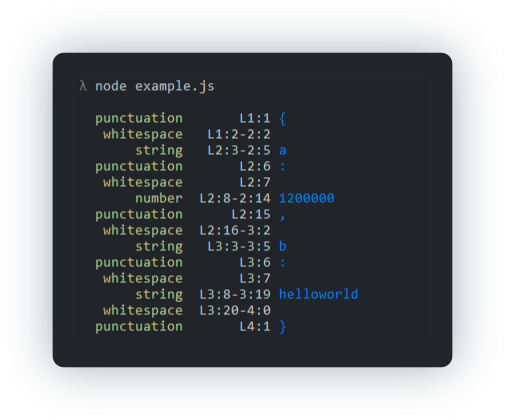 λ node example.js
punctuation L1:1 {
whitespace L1:2-2:2
string L2:3-2:5 a
punctuation L2:6 :
whitespace L2:7
number L2:8-2:14 1200000
punctuation L2:15 ,
whitespace L2:16-3:2
string L3:3-3:5 b
punctuation L3:6 :
whitespace L3:7
string L3:8-3:19 helloworld
whitespace L3:20-4:0
punctuation L4:1 }